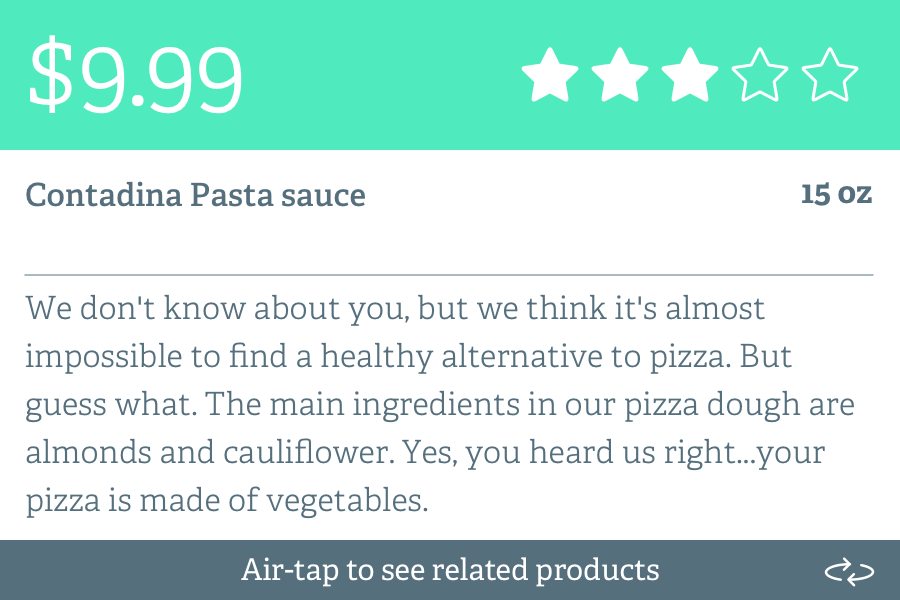 $9.99
Contadina Pasta sauce 15 oz
We don't know about you, but we think it's almost
impossible to find a healthy alternative to pizza. But
guess what. The main ingredients in our pizza dough are
almonds and cauliflower. Yes, you heard us right...your
pizza is made of vegetables.
Air-tap to see related products